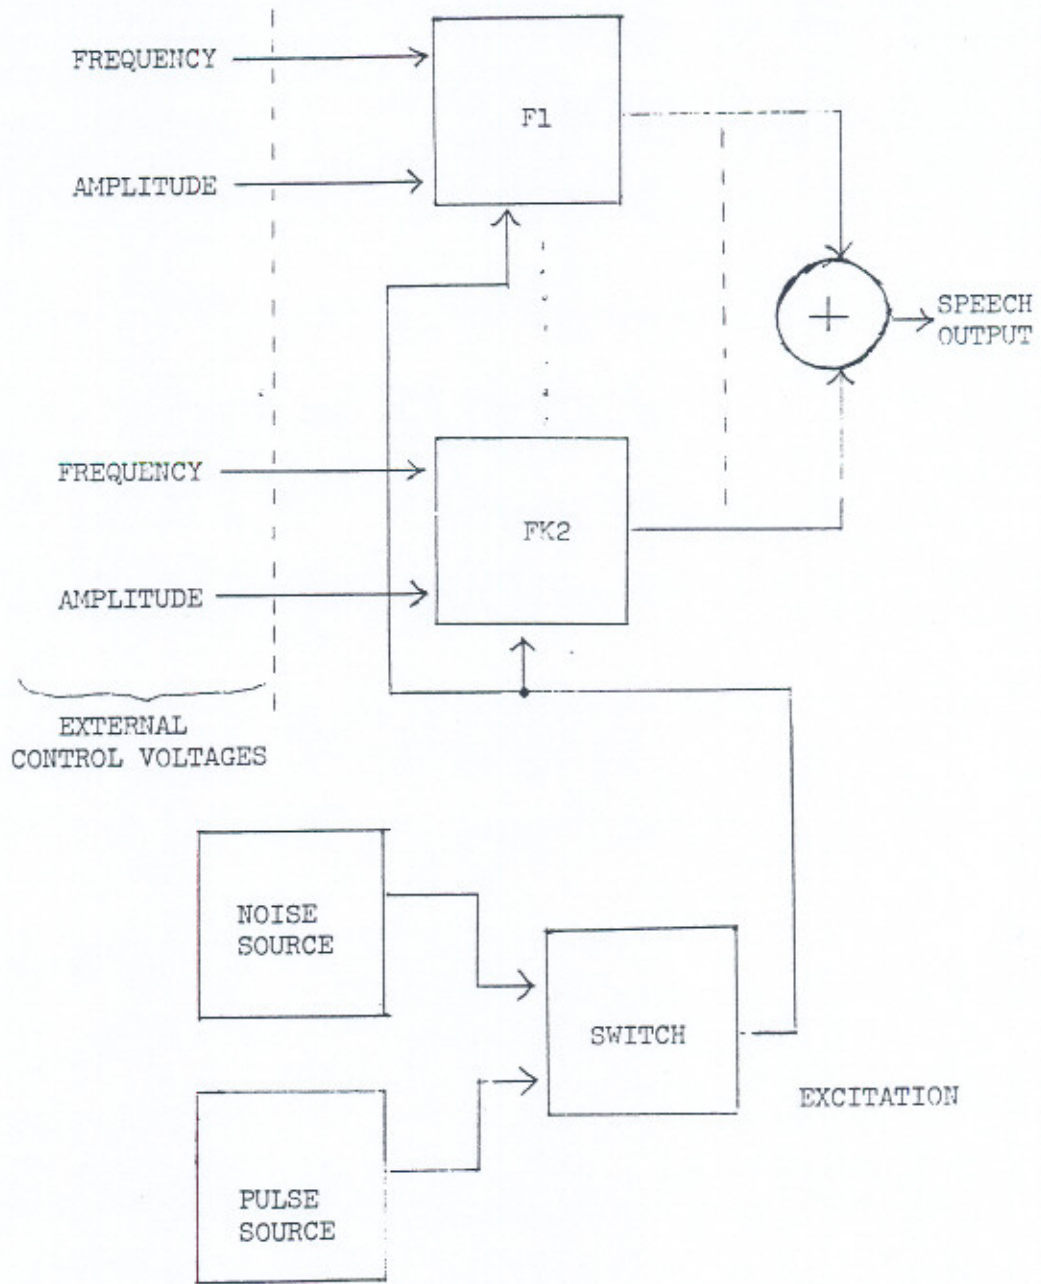 FREQUENCY
F1
AMPLITUDE
+
SPEECH
OUTPUT
FREQUENCY
FK2
AMPLITUDE
EXTERNAL
CONTROL VOLTAGES
NOISE
SOURCE
SWITCH
EXCITATION
PULSE
SOURCE